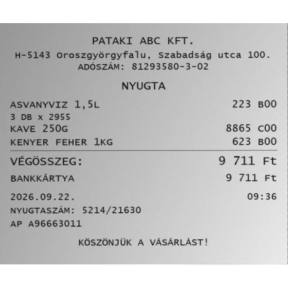 PATAKI ABC KFT.
H-5143 Oroszgyörgyfalu, Szabadság utca 100.
ADÓSZÁM: 81293580-3-02
NYUGTA
ASVANYVIZ 1,5L 223 B00
3 DB x 2955
KAVE 250G 8865 C00
KENYER FEHER 1KG 623 B00
VÉGÖSSZEG: 9 711 Ft
BANKKÁRTYA 9 711 Ft
2026.09.22. 09:36
NYUGTASZÁM: 5214/21630
AP A96663011
KÖSZÖNJÜK A VÁSÁRLÁST!